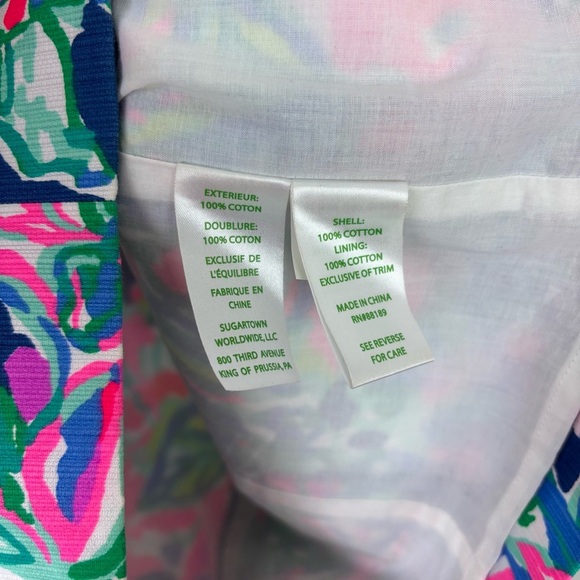 EXTERIEUR:
100% COTON
DOUBLURE:
100% COTON
EXCLUSIF DE
L'ÉQUILIBRE
FABRIQUE EN
CHINE
SUGARTOWN
WORLDWIDE, LLC
800 THIRD AVENUE
KING OF PRUSSIA, PA
SHELL:
100% COTTON
LINING:
100% COTTON
EXCLUSIVE OF TRIM
MADE IN CHINA
RN#88189
SEE REVERSE
FOR CARE